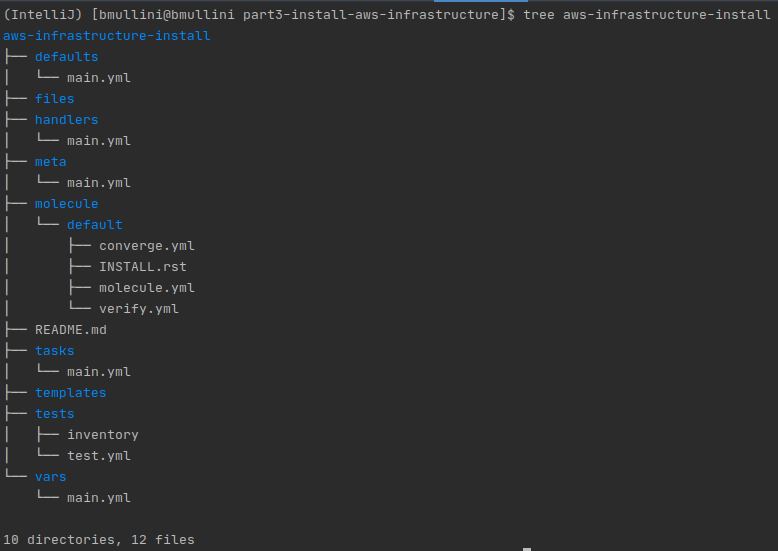 (IntelliJ) [bmullini@bmullini part3-install-aws-infrastructure]$ tree aws-infrastructure-install
aws-infrastructure-install
├── defaults
│   └── main.yml
├── files
├── handlers
│   └── main.yml
├── meta
│   └── main.yml
├── molecule
│   └── default
│       ├── converge.yml
│       ├── INSTALL.rst
│       ├── molecule.yml
│       └── verify.yml
├── README.md
├── tasks
│   └── main.yml
├── templates
├── tests
│   ├── inventory
│   └── test.yml
└── vars
    └── main.yml
10 directories, 12 files